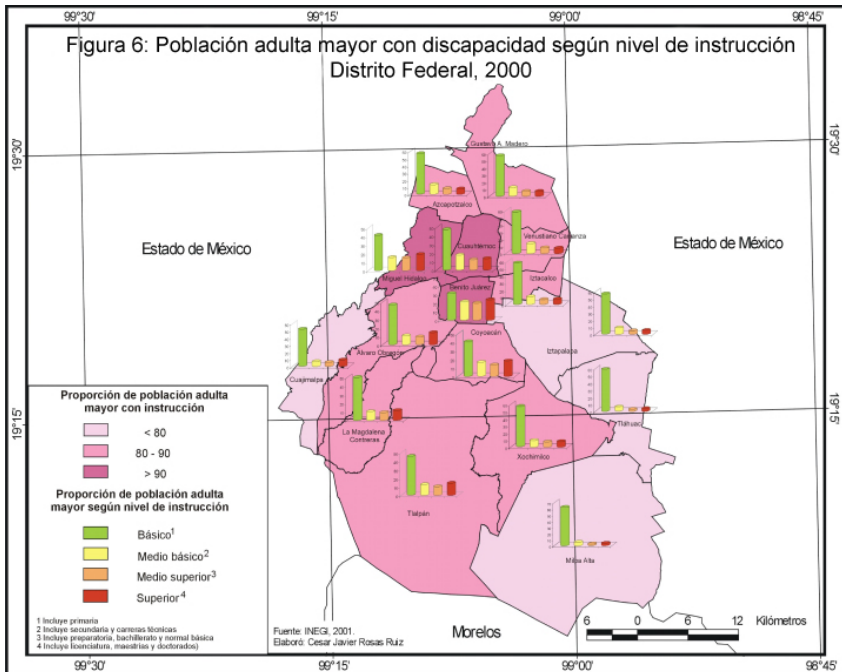 99°30'
99°15'
99°00'
98°45'
Figura 6: Población adulta mayor con discapacidad según nivel de instrucción
Distrito Federal, 2000
19°30'
19°30'
Gustavo A. Madero
Azcapotzalco
Estado de México
Estado de México
Venustiano Carranza
Cuauhtémoc
Miguel Hidalgo
Iztacalco
Benito Juárez
Coyoacán
Alvaro Obregón
Iztapalapa
Cuajimalpa
19°15'
19°15'
Tlahuac
La Magdalena
Contreras
Xochimilco
Tlalpán
Milpa Alta
Proporción de población adulta
mayor con instrucción
< 80
80 - 90
> 90
Proporción de población adulta
mayor según nivel de instrucción
Básico1
Medio básico2
Medio superior3
Superior4
1 Incluye primaria
2 Incluye secundaria y carreras técnicas
3 Incluye preparatoria, bachillerato y normal básica
4 Incluye licenciatura, maestrías y doctorados)
Fuente: INEGI, 2001.
Elaboró: Cesar Javier Rosas Ruiz
Morelos
6 0 6 12 Kilómetros
99°30'
99°15'
99°00'
98°45'